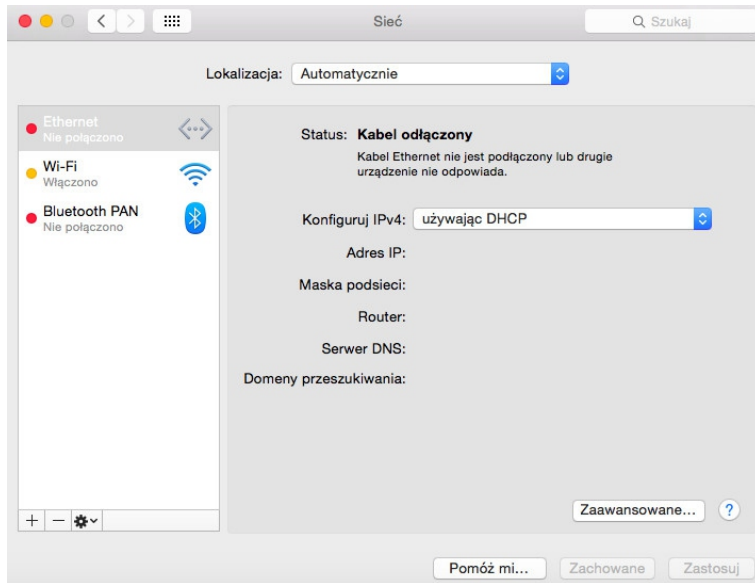 Sieć
Szukaj
Lokalizacja: Automatycznie
Ethernet
Nie połączono
Wi-Fi
Włączono
Bluetooth PAN
Nie połączono
Status: Kabel odłączony
Kabel Ethernet nie jest podłączony lub drugie
urządzenie nie odpowiada.
Konfiguruj IPv4: używając DHCP
Adres IP:
Maska podsieci:
Router:
Serwer DNS:
Domeny przeszukiwania:
Zaawansowane... ?
Pomóż mi... Zachowane Zastosuj